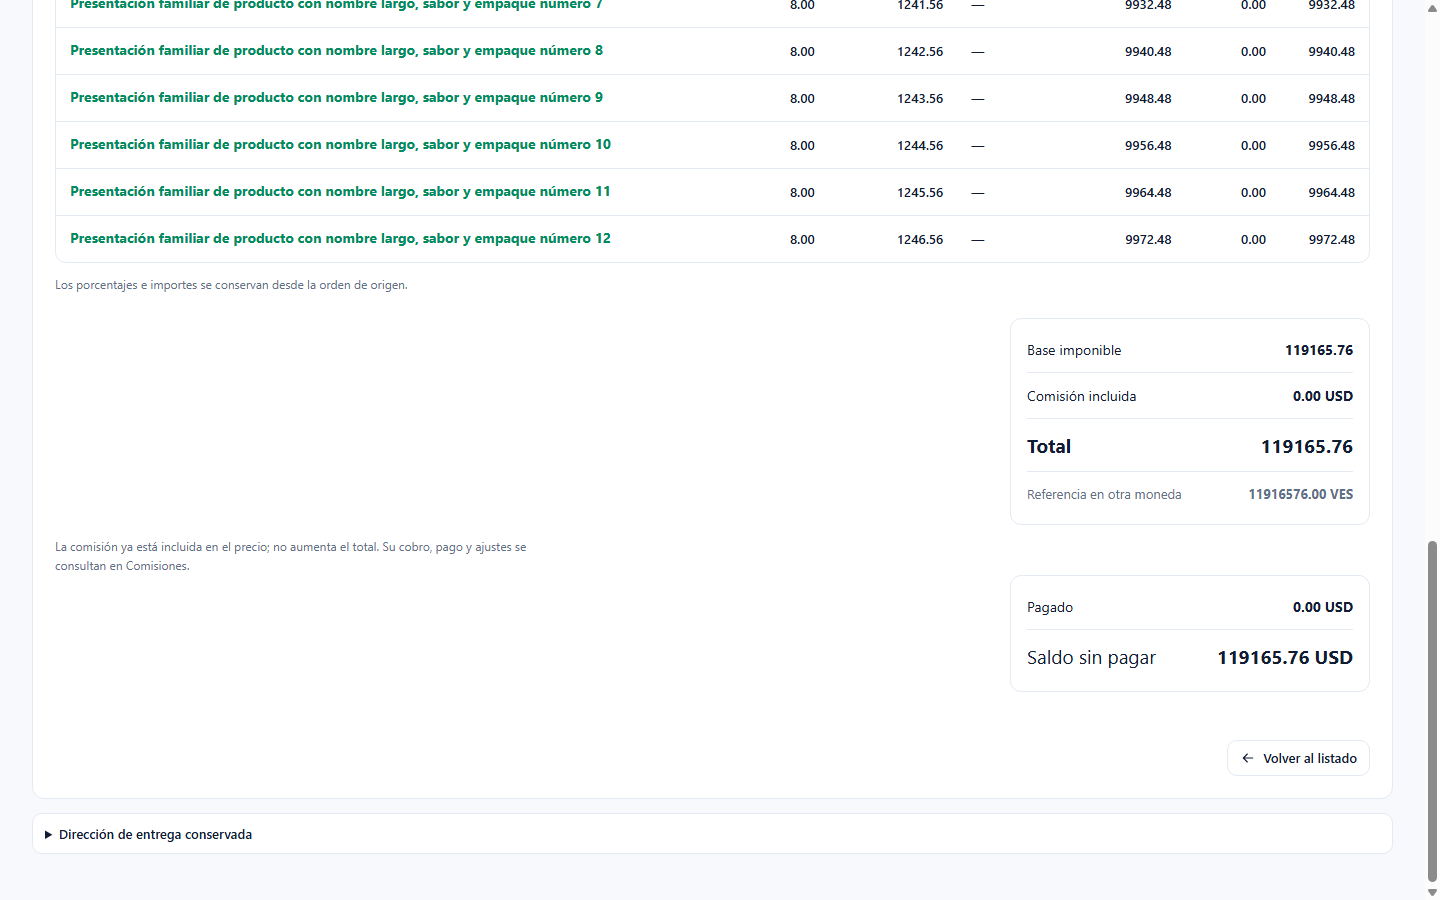 Presentación familiar de producto con nombre largo, sabor y empaque número 7 8.00 1241.56 — 9932.48 0.00 9932.48
Presentación familiar de producto con nombre largo, sabor y empaque número 8 8.00 1242.56 — 9940.48 0.00 9940.48
Presentación familiar de producto con nombre largo, sabor y empaque número 9 8.00 1243.56 — 9948.48 0.00 9948.48
Presentación familiar de producto con nombre largo, sabor y empaque número 10 8.00 1244.56 — 9956.48 0.00 9956.48
Presentación familiar de producto con nombre largo, sabor y empaque número 11 8.00 1245.56 — 9964.48 0.00 9964.48
Presentación familiar de producto con nombre largo, sabor y empaque número 12 8.00 1246.56 — 9972.48 0.00 9972.48
Los porcentajes e importes se conservan desde la orden de origen.
Base imponible 119165.76
Comisión incluida 0.00 USD
Total 119165.76
Referencia en otra moneda 11916576.00 VES
La comisión ya está incluida en el precio; no aumenta el total. Su cobro, pago y ajustes se
consultan en Comisiones.
Pagado 0.00 USD
Saldo sin pagar 119165.76 USD
← Volver al listado
Dirección de entrega conservada